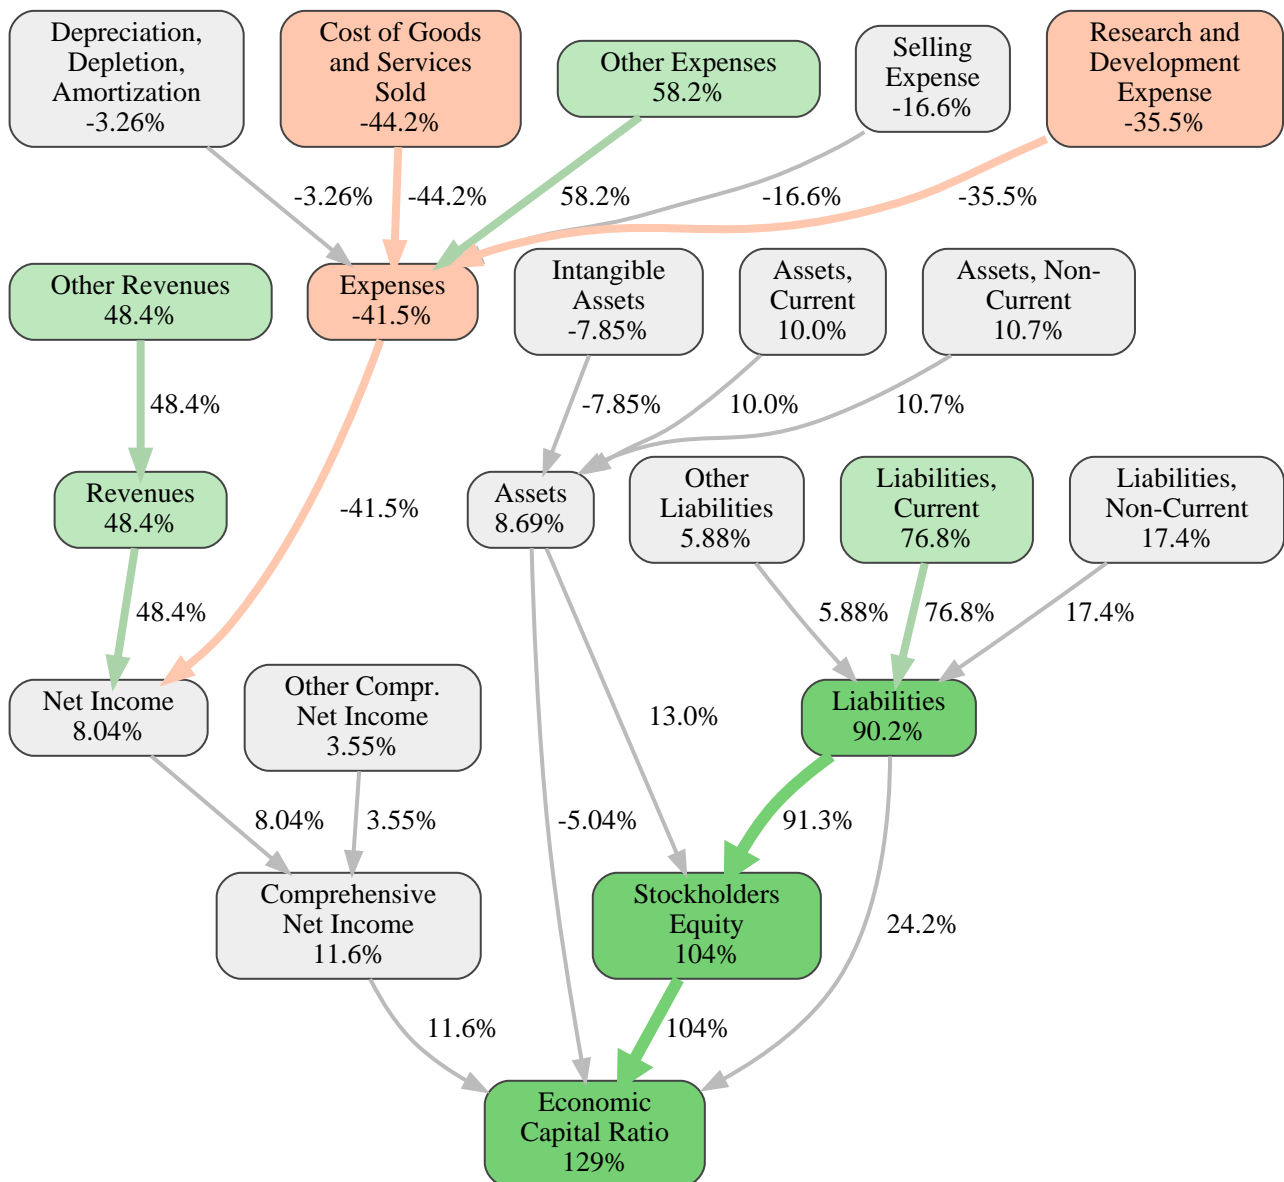 Depreciation,
Depletion,
Amortization
-3.26%
Cost of Goods
and Services
Sold
-44.2%
Other Expenses
58.2%
Selling
Expense
-16.6%
Research and
Development
Expense
-35.5%
-3.26%
-44.2%
58.2%
-16.6%
-35.5%
Other Revenues
48.4%
Expenses
-41.5%
Intangible
Assets
-7.85%
Assets,
Current
10.0%
Assets, Non-
Current
10.7%
48.4%
-7.85%
10.0%
10.7%
Revenues
48.4%
-41.5%
Assets
8.69%
Other
Liabilities
5.88%
Liabilities,
Current
76.8%
Liabilities,
Non-Current
17.4%
48.4%
5.88%
76.8%
17.4%
Net Income
8.04%
Other Compr.
Net Income
3.55%
13.0%
Liabilities
90.2%
8.04%
3.55%
-5.04%
91.3%
Comprehensive
Net Income
11.6%
Stockholders
Equity
104%
24.2%
11.6%
104%
Economic
Capital Ratio
129%